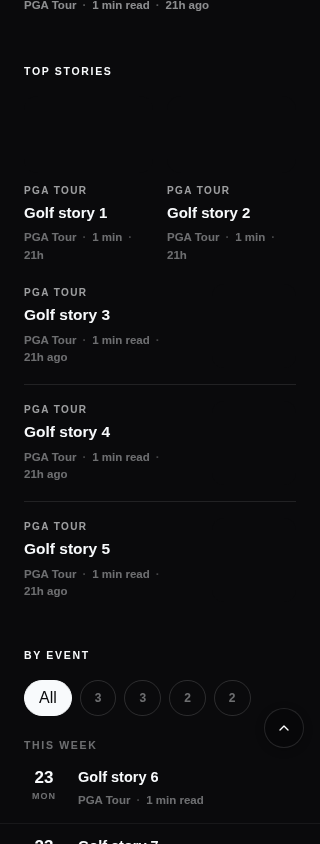 PGA Tour · 1 min read · 21h ago
TOP STORIES
PGA TOUR
Golf story 1
PGA Tour · 1 min ·
21h
PGA TOUR
Golf story 2
PGA Tour · 1 min ·
21h
PGA TOUR
Golf story 3
PGA Tour · 1 min read ·
21h ago
PGA TOUR
Golf story 4
PGA Tour · 1 min read ·
21h ago
PGA TOUR
Golf story 5
PGA Tour · 1 min read ·
21h ago
BY EVENT
All 3 3 2 2
THIS WEEK
23
MON
Golf story 6
PGA Tour · 1 min read
23
Golf story 7